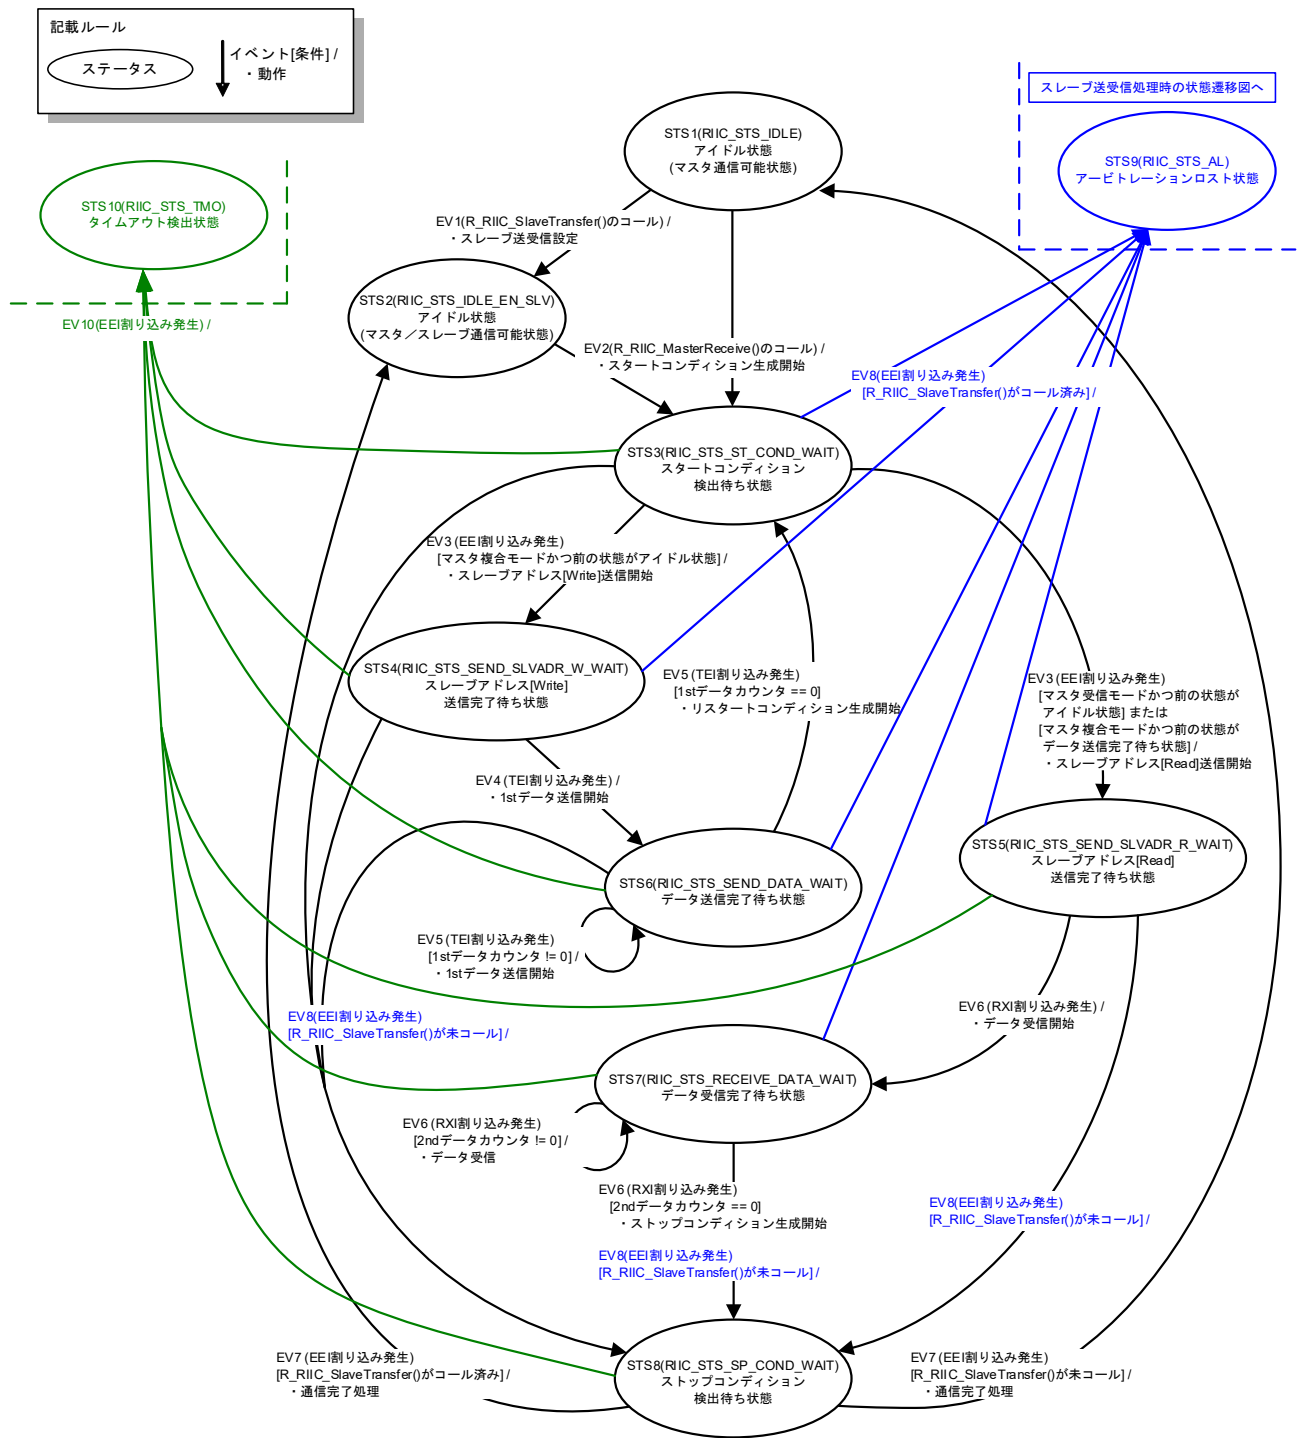 記載ルール
ステータス
イベント[条件] /
・動作
スレーブ送受信処理時の状態遷移図へ
STS9(RIIC_STS_AL)
アービトレーションロスト状態
STS1(RIIC_STS_IDLE)
アイドル状態
(マスタ通信可能状態)
STS10(RIIC_STS_TMO)
タイムアウト検出状態
EV1(R_RIIC_SlaveTransfer()のコール) /
・スレーブ送受信設定
STS2(RIIC_STS_IDLE_EN_SLV)
アイドル状態
(マスタ／スレーブ通信可能状態)
EV10(EEI割り込み発生) /
EV2(R_RIIC_MasterReceive()のコール) /
・スタートコンディション生成開始
EV8(EEI割り込み発生)
[R_RIIC_SlaveTransfer()がコール済み] /
STS3(RIIC_STS_ST_COND_WAIT)
スタートコンディション
検出待ち状態
EV3 (EEI割り込み発生)
[マスタ複合モードかつ前の状態がアイドル状態] /
・スレーブアドレス[Write]送信開始
STS4(RIIC_STS_SEND_SLVADR_W_WAIT)
スレーブアドレス[Write]
送信完了待ち状態
EV5 (TEI割り込み発生)
[1stデータカウンタ == 0]
・リスタートコンディション生成開始
EV3 (EEI割り込み発生)
[マスタ受信モードかつ前の状態が
アイドル状態] または
[マスタ複合モードかつ前の状態が
データ送信完了待ち状態] /
・スレーブアドレス[Read]送信開始
EV4 (TEI割り込み発生) /
・1stデータ送信開始
STS5(RIIC_STS_SEND_SLVADR_R_WAIT)
スレーブアドレス[Read]
送信完了待ち状態
STS6(RIIC_STS_SEND_DATA_WAIT)
データ送信完了待ち状態
EV5 (TEI割り込み発生)
[1stデータカウンタ != 0] /
・1stデータ送信開始
EV8(EEI割り込み発生)
[R_RIIC_SlaveTransfer()が未コール] /
EV6 (RXI割り込み発生) /
・データ受信開始
STS7(RIIC_STS_RECEIVE_DATA_WAIT)
データ受信完了待ち状態
EV6 (RXI割り込み発生)
[2ndデータカウンタ != 0] /
・データ受信
EV6 (RXI割り込み発生)
[2ndデータカウンタ == 0]
・ストップコンディション生成開始
EV8(EEI割り込み発生)
[R_RIIC_SlaveTransfer()が未コール] /
EV8(EEI割り込み発生)
[R_RIIC_SlaveTransfer()が未コール] /
EV7 (EEI割り込み発生)
[R_RIIC_SlaveTransfer()がコール済み] /
・通信完了処理
STS8(RIIC_STS_SP_COND_WAIT)
ストップコンディション
検出待ち状態
EV7 (EEI割り込み発生)
[R_RIIC_SlaveTransfer()が未コール] /
・通信完了処理